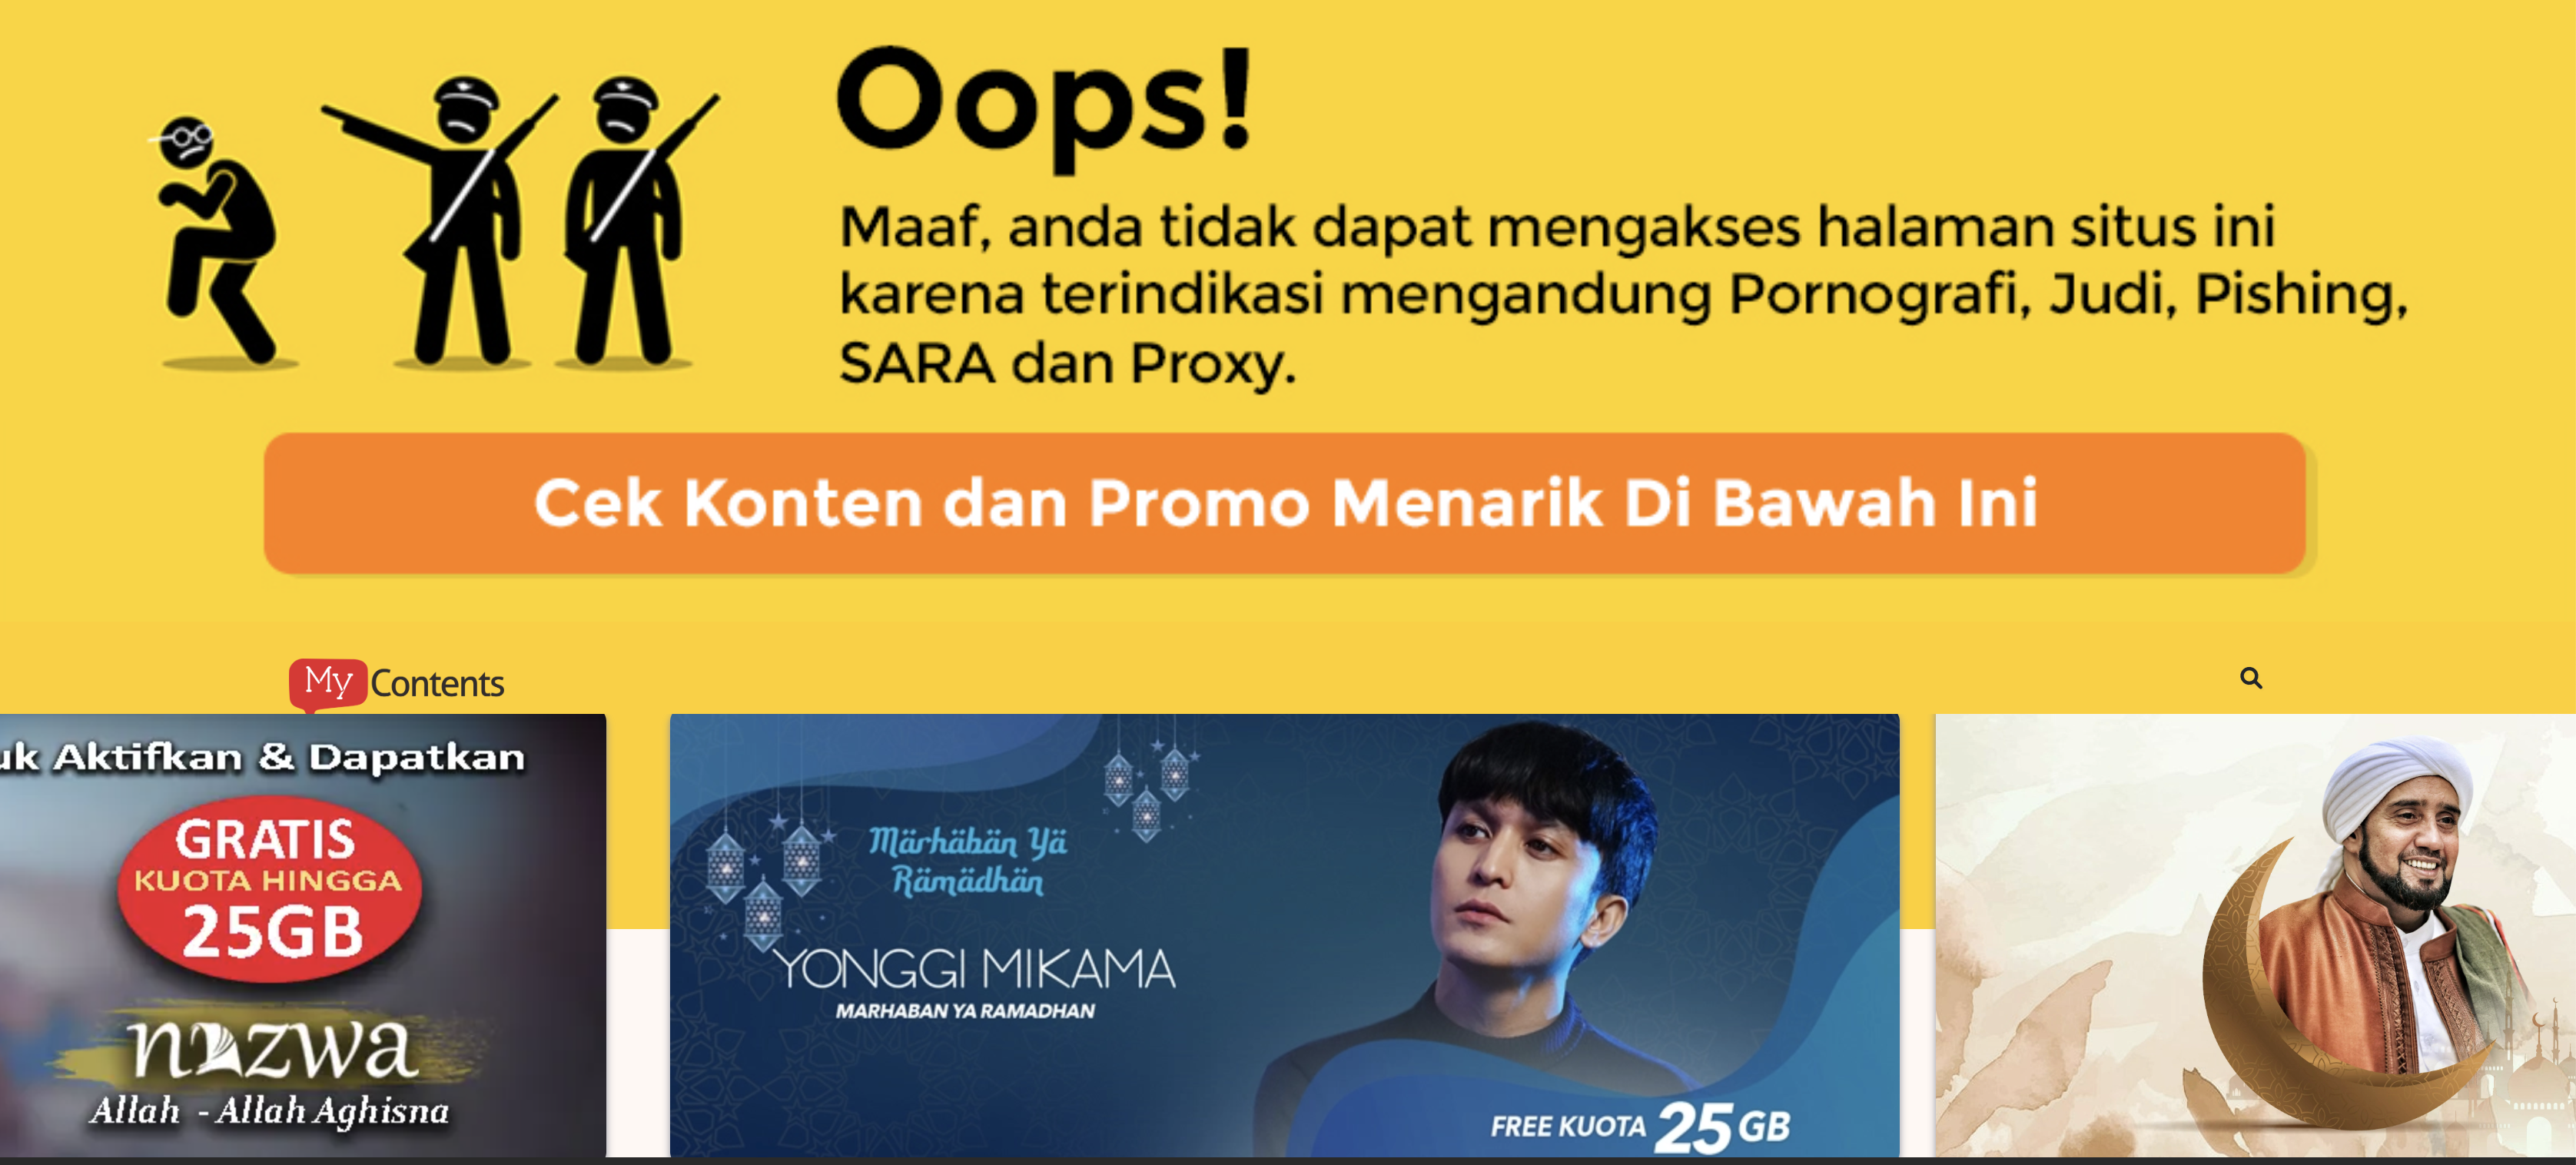 Oops!
Maaf, anda tidak dapat mengakses halaman situs ini
karena terindikasi mengandung Pornografi, Judi, Pishing,
SARA dan Proxy.
Cek Konten dan Promo Menarik Di Bawah Ini
My Contents
uk Aktifkan & Dapatkan
GRATIS
KUOTA HINGGA
25GB
nazwa
Allah - Allah Aghisna
Märhäbän Yä
Rämädhän
YONGGI MIKAMA
MARHABAN YA RAMADHAN
FREE KUOTA 25 GB